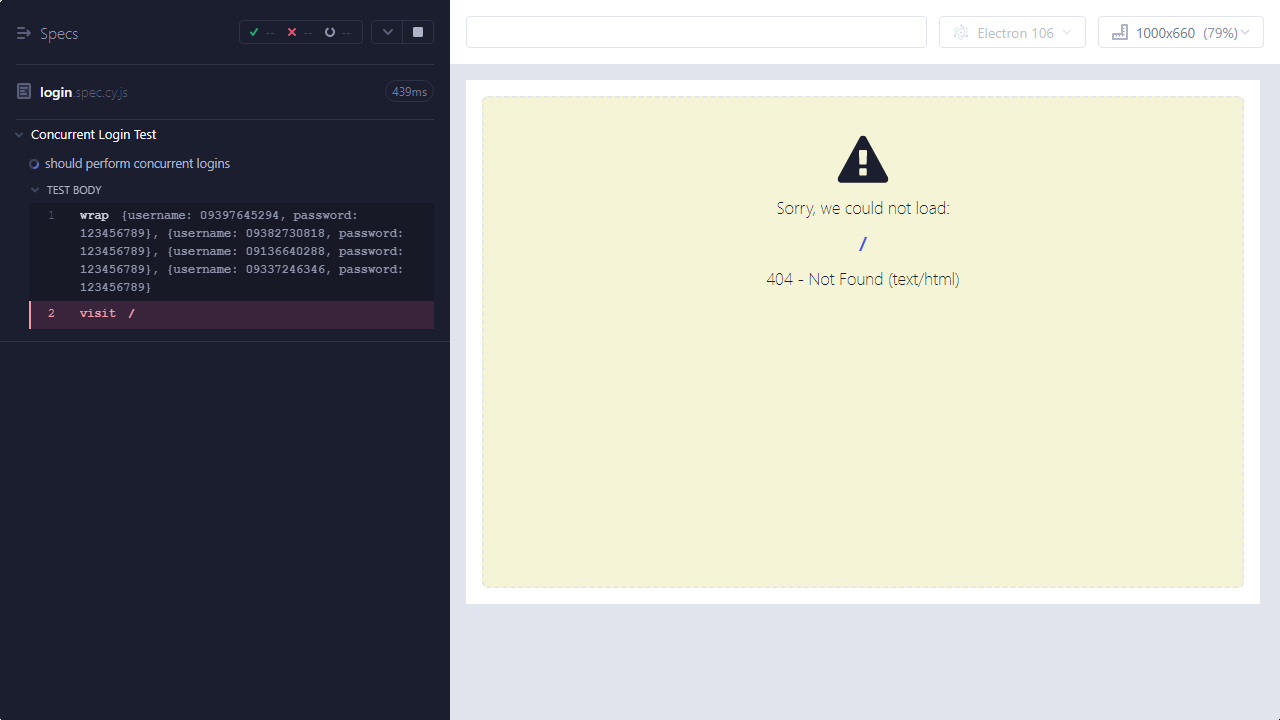 Specs
--
--
--
Electron 106
1000x660 (79%)
login.spec.cy.js
439ms
Concurrent Login Test
should perform concurrent logins
TEST BODY
1 wrap {username: 09397645294, password:
123456789}, {username: 09382730818, password:
123456789}, {username: 09136640288, password:
123456789}, {username: 09337246346, password:
123456789}
2 visit /
Sorry, we could not load:
/
404 - Not Found (text/html)